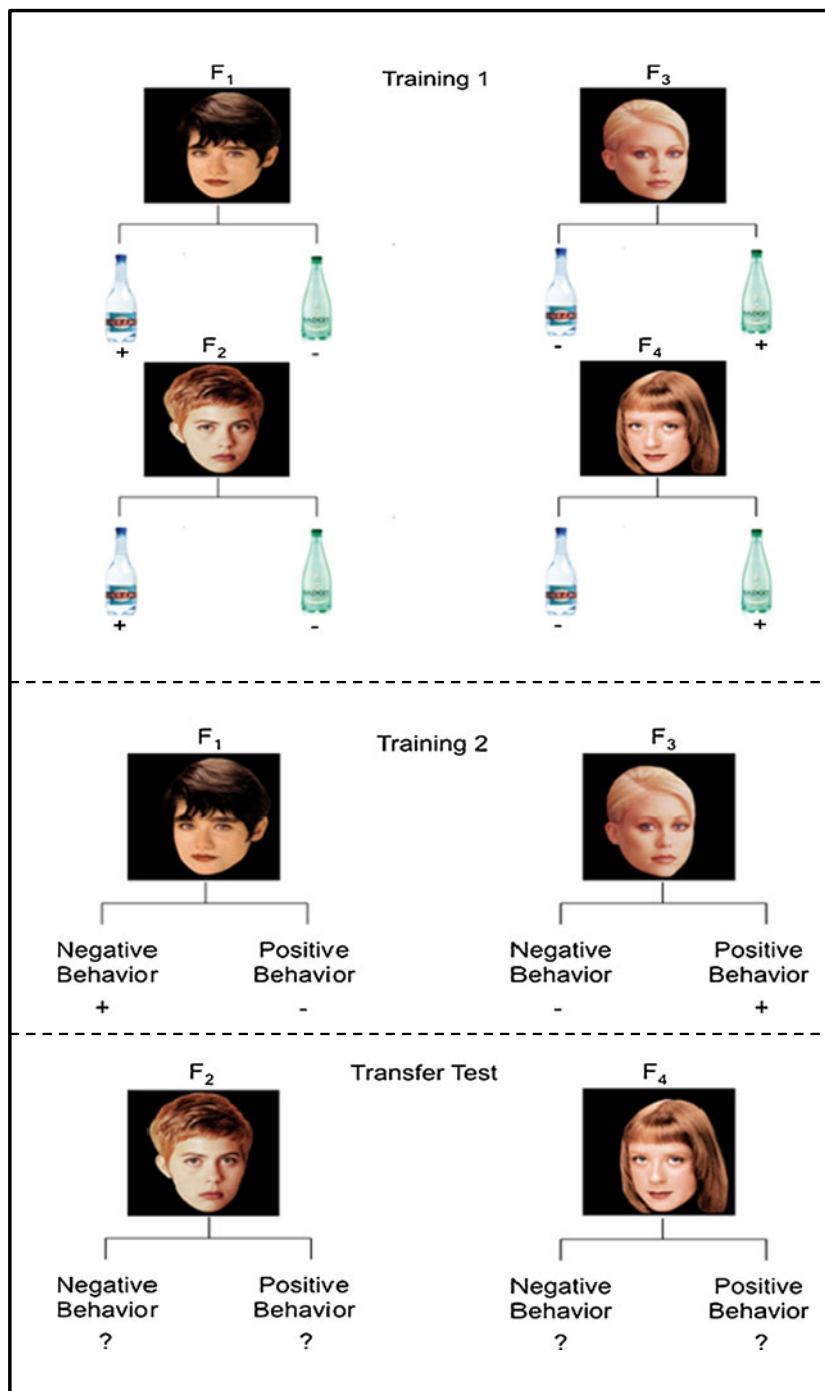 F1 Training 1 F3
+ - - +
F2 F4
+ - - +
F1 Training 2 F3
Negative Positive Negative Positive
Behavior Behavior Behavior Behavior
+ - - +
F2 Transfer Test F4
Negative Positive Negative Positive
Behavior Behavior Behavior Behavior
? ? ? ?